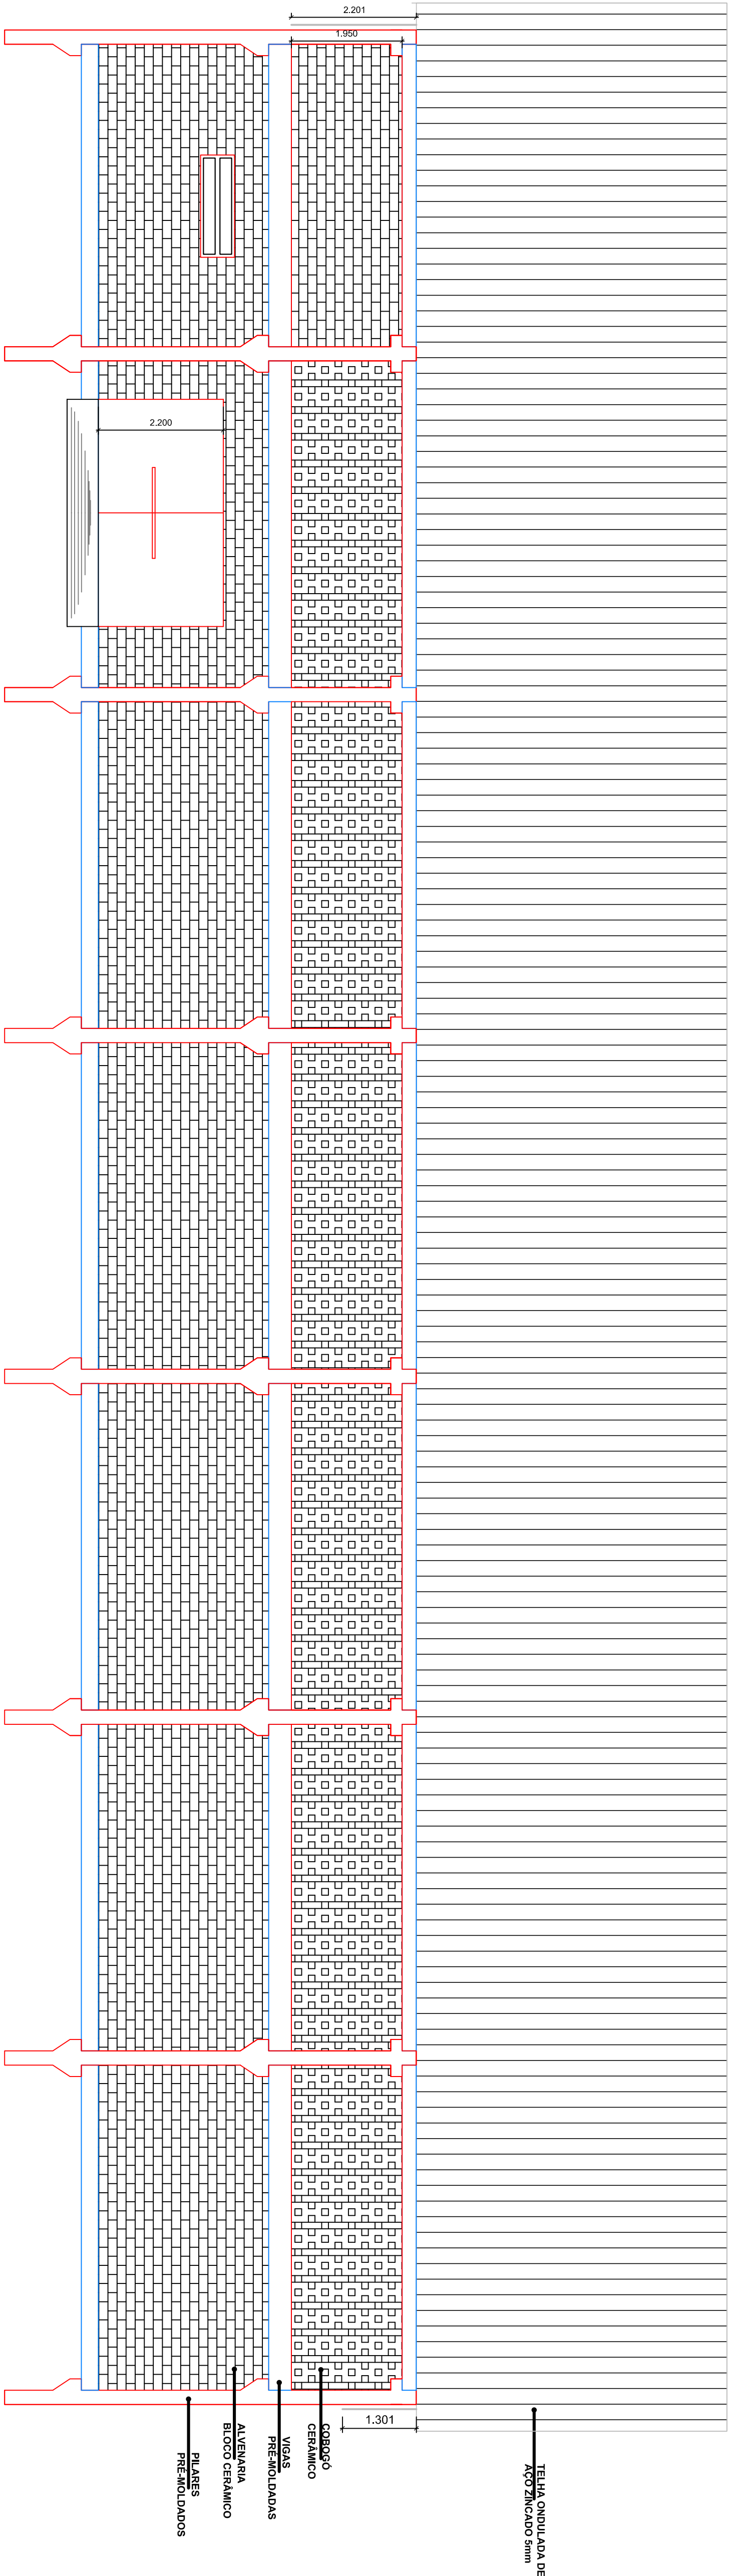 2.201
1.950
2.200
1.301
TELHA ONDULADA DE
AÇO ZINCADO 5mm
COBOGÓ
CERÂMICO
VIGAS
PRÉ-MOLDADAS
ALVENARIA
BLOCO CERÂMICO
PILARES
PRÉ-MOLDADOS